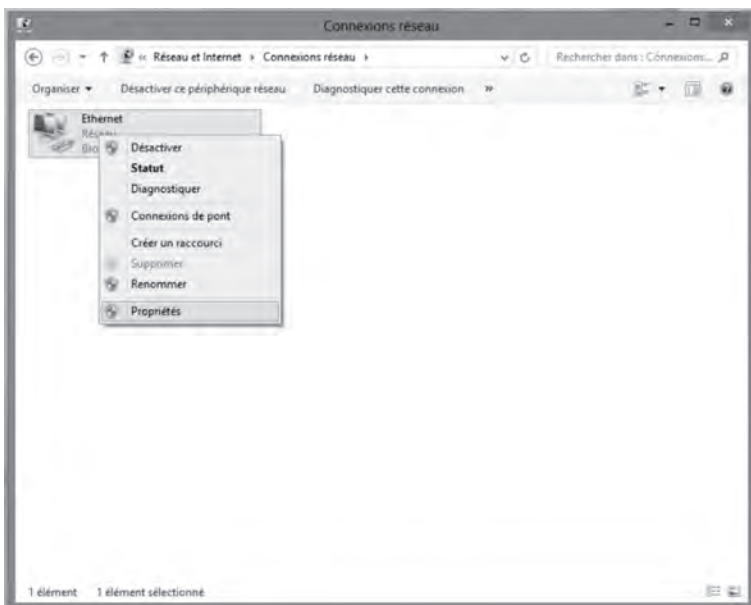 Connexions réseau
« Réseau et Internet › Connexions réseau ›
Rechercher dans : Connexions...
Organiser
Désactiver ce périphérique réseau
Diagnostiquer cette connexion
»
Ethernet
Réseau
Désactiver
Statut
Diagnostiquer
Connexions de pont
Créer un raccourci
Supprimer
Renommer
Propriétés
1 élément
1 élément sélectionné